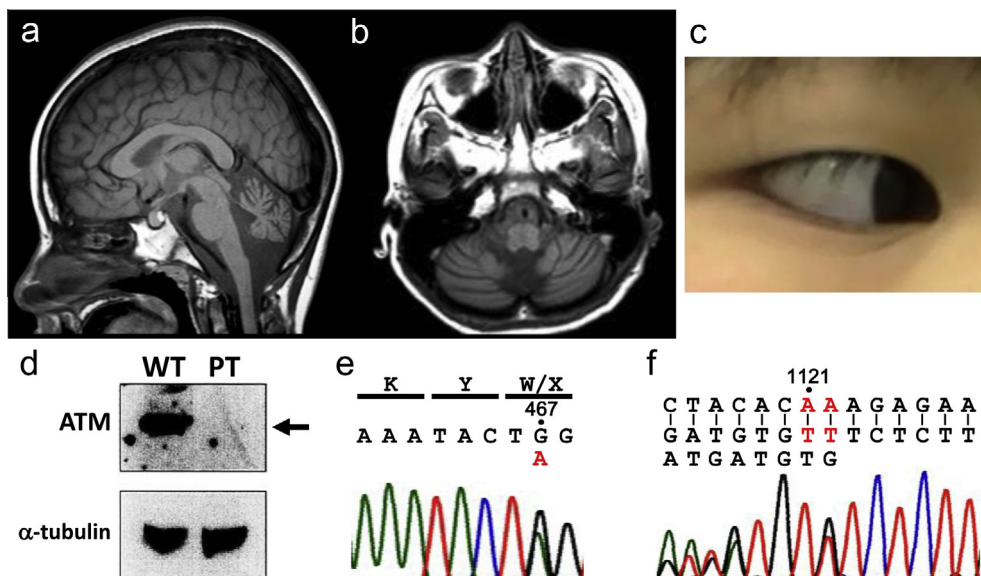 a
b
c
d
WT PT
ATM
α-tubulin
e
K Y W/X
467
A A A T A C T G G
A
f
1121
C T A C A C A A A G A G A A
G A T G T G T T T C T C T T
A T G A T G T G